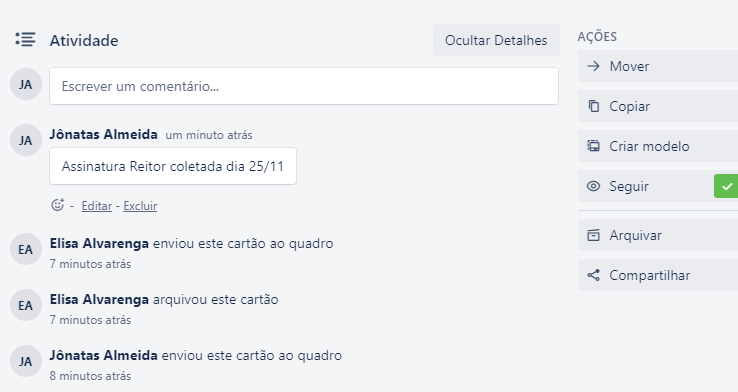 Atividade
Ocultar Detalhes
JA
Escrever um comentário...
JA
Jônatas Almeida um minuto atrás
Assinatura Reitor coletada dia 25/11
- Editar - Excluir
EA
Elisa Alvarenga enviou este cartão ao quadro
7 minutos atrás
EA
Elisa Alvarenga arquivou este cartão
7 minutos atrás
JA
Jônatas Almeida enviou este cartão ao quadro
8 minutos atrás
AÇÕES
Mover
Copiar
Criar modelo
Seguir
Arquivar
Compartilhar